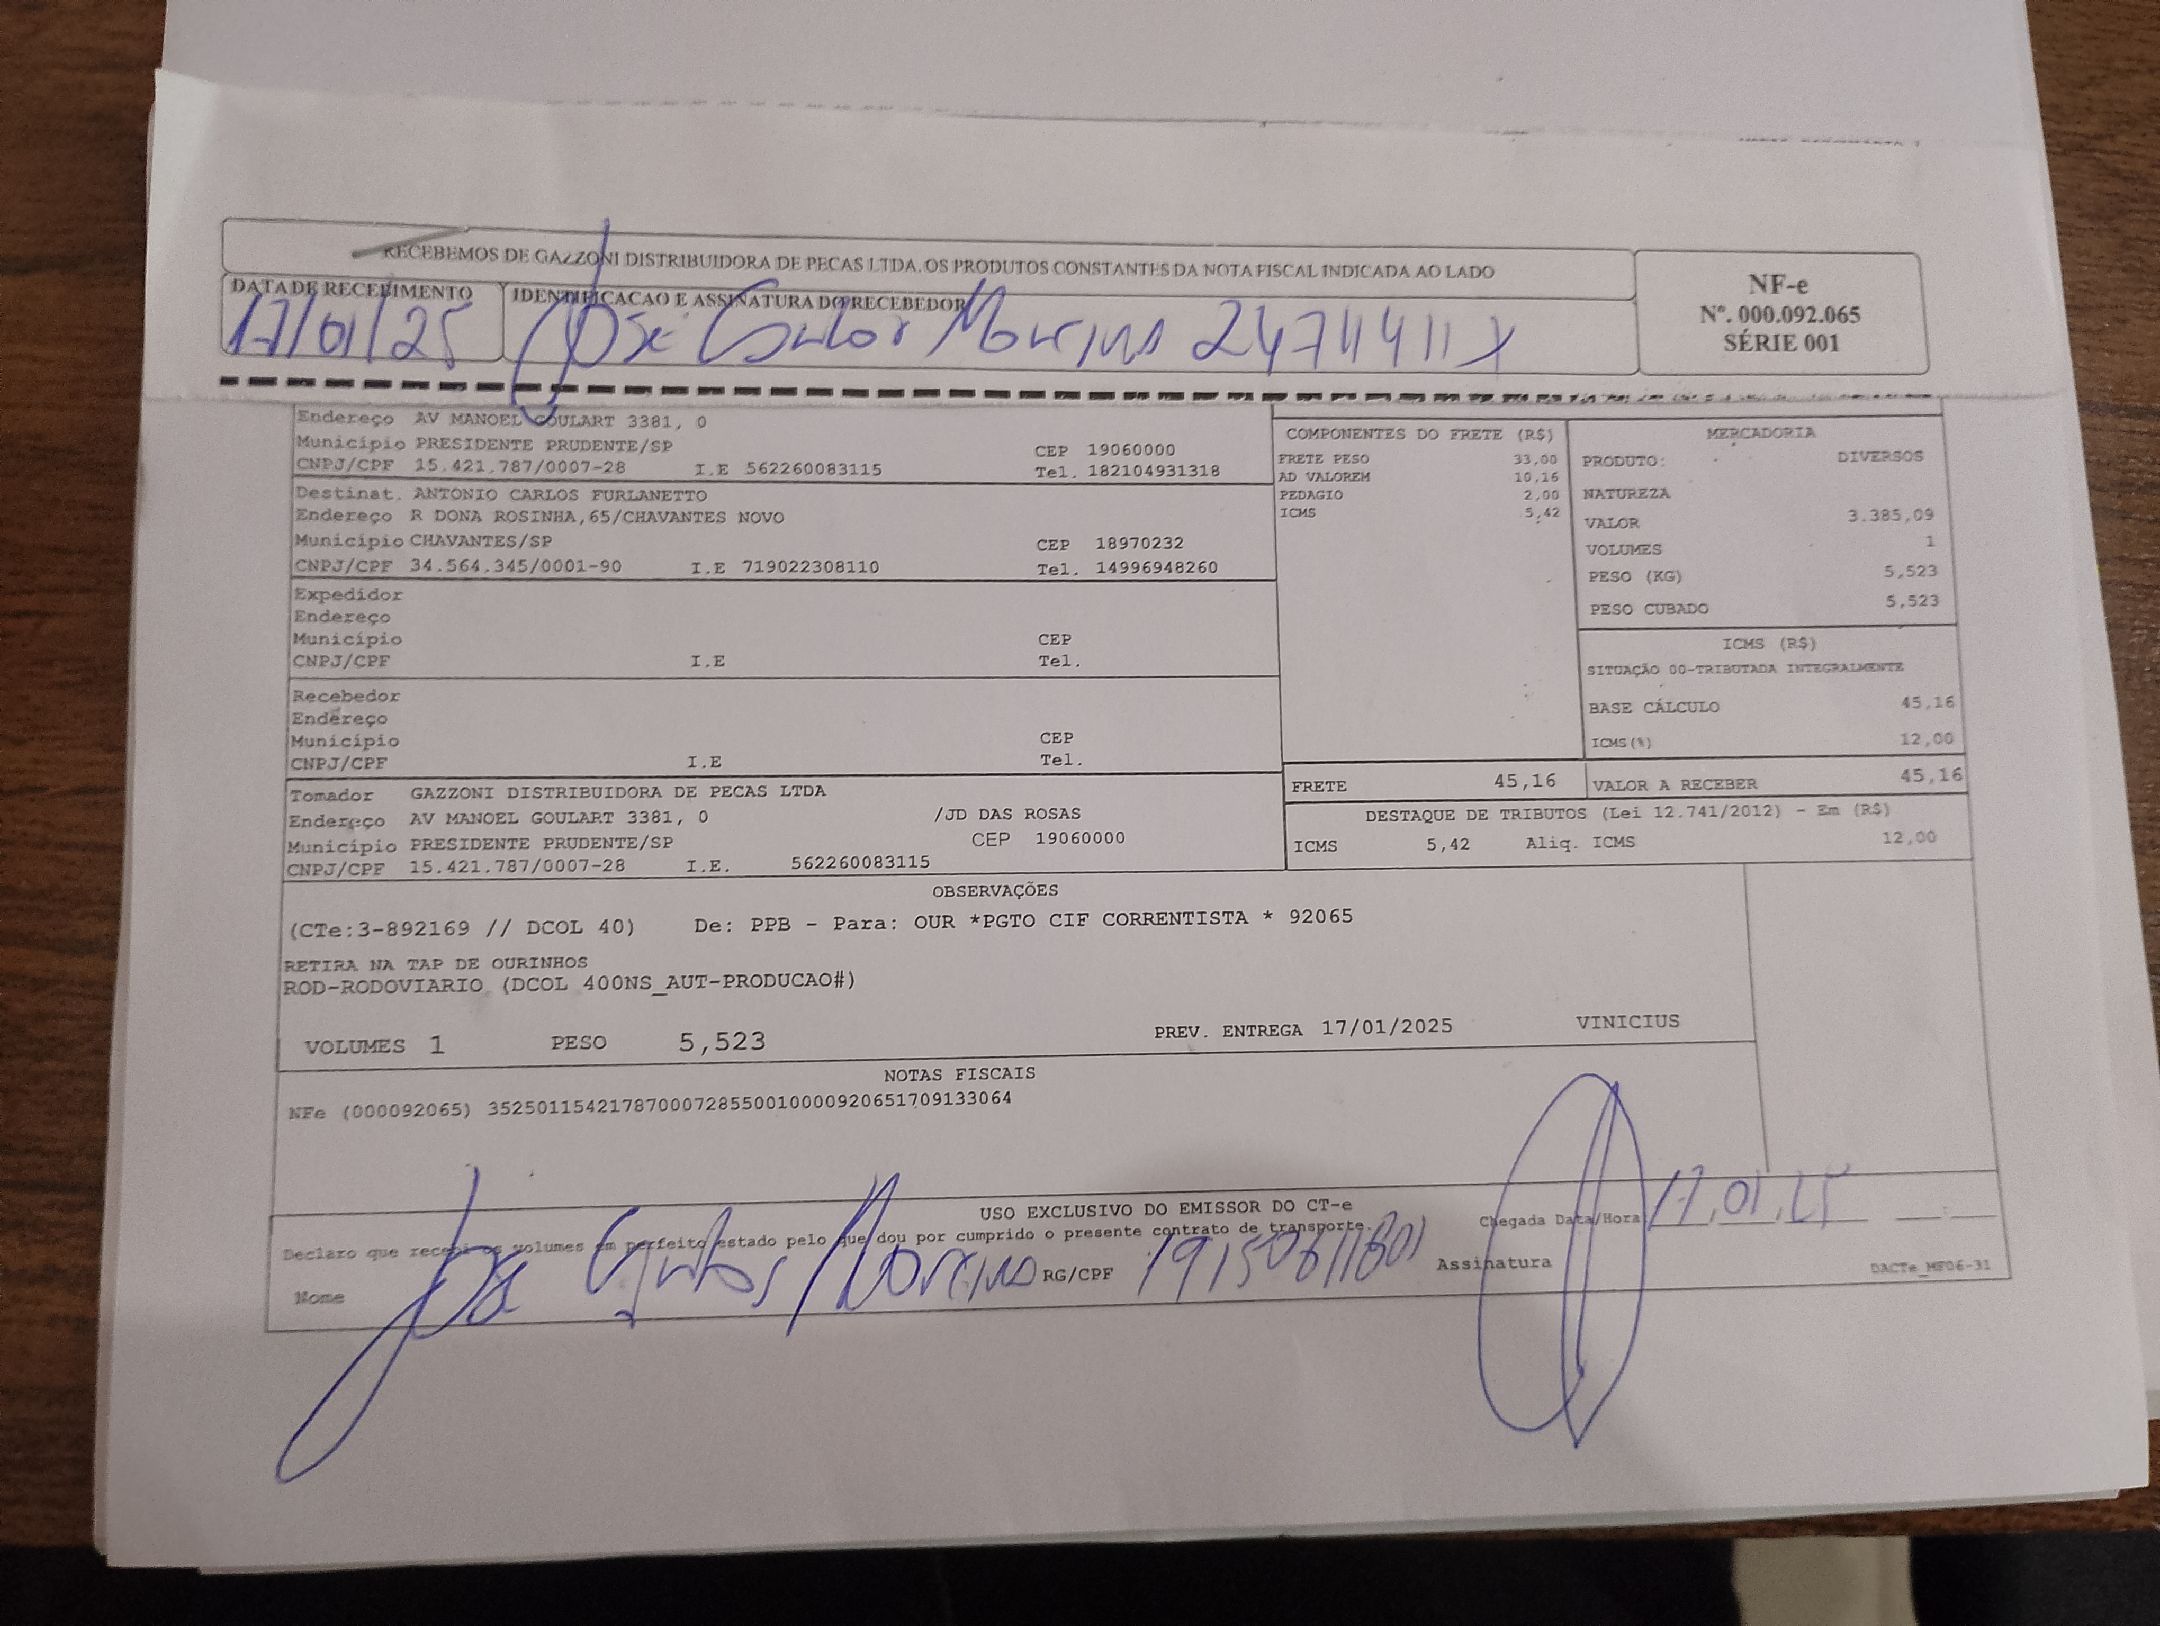 RECEBEMOS DE GAZZONI DISTRIBUIDORA DE PECAS LTDA. OS PRODUTOS CONSTANTES DA NOTA FISCAL INDICADA AO LADO
DATA DE RECEBIMENTO
17/01/25
IDENTIFICACAO E ASSINATURA DO RECEBEDOR
José Carlos Moreno
NF-e
Nº. 000.092.065
SÉRIE 001
Endereço AV MANOEL GOULART 3381, 0
Município PRESIDENTE PRUDENTE/SP CEP 19060000
CNPJ/CPF 15.421.787/0007-28 I.E 562260083115 Tel. 182104931318
Destinat. ANTONIO CARLOS FURLANETTO
Endereço R DONA ROSINHA,65/CHAVANTES NOVO
Município CHAVANTES/SP CEP 18970232
CNPJ/CPF 34.564.345/0001-90 I.E 719022308110 Tel. 14996948260
Expedidor
Endereço
Município CEP
CNPJ/CPF I.E Tel.
Recebedor
Endereço
Município CEP
CNPJ/CPF I.E Tel.
Tomador GAZZONI DISTRIBUIDORA DE PECAS LTDA
Endereço AV MANOEL GOULART 3381, 0 /JD DAS ROSAS
Município PRESIDENTE PRUDENTE/SP CEP 19060000
CNPJ/CPF 15.421.787/0007-28 I.E. 562260083115
COMPONENTES DO FRETE (R$)
FRETE PESO 33,00
AD VALOREM 10,16
PEDAGIO 2,00
ICMS 5,42
MERCADORIA
PRODUTO: DIVERSOS
NATUREZA
VALOR 3.385,09
VOLUMES 1
PESO (KG) 5,523
PESO CUBADO 5,523
ICMS (R$)
SITUAÇÃO 00-TRIBUTADA INTEGRALMENTE
BASE CÁLCULO 45,16
ICMS(%) 12,00
FRETE 45,16 VALOR A RECEBER 45,16
DESTAQUE DE TRIBUTOS (Lei 12.741/2012) - Em (R$)
ICMS 5,42 Aliq. ICMS 12,00
OBSERVAÇÕES
(CTe:3-892169 // DCOL 40) De: PPB - Para: OUR *PGTO CIF CORRENTISTA * 92065
RETIRA NA TAP DE OURINHOS
ROD-RODOVIARIO (DCOL 400NS_AUT-PRODUCAO#)
VOLUMES 1 PESO 5,523 PREV. ENTREGA 17/01/2025 VINICIUS
NOTAS FISCAIS
NFe (000092065) 35250115421787000728550010000920651709133064
USO EXCLUSIVO DO EMISSOR DO CT-e
Declaro que recebi os volumes em perfeito estado pelo que dou por cumprido o presente contrato de transporte.
Chegada Data/Hora 17.01.25
Nome José Carlos Moreno RG/CPF Assinatura
DACTe_MF06-31